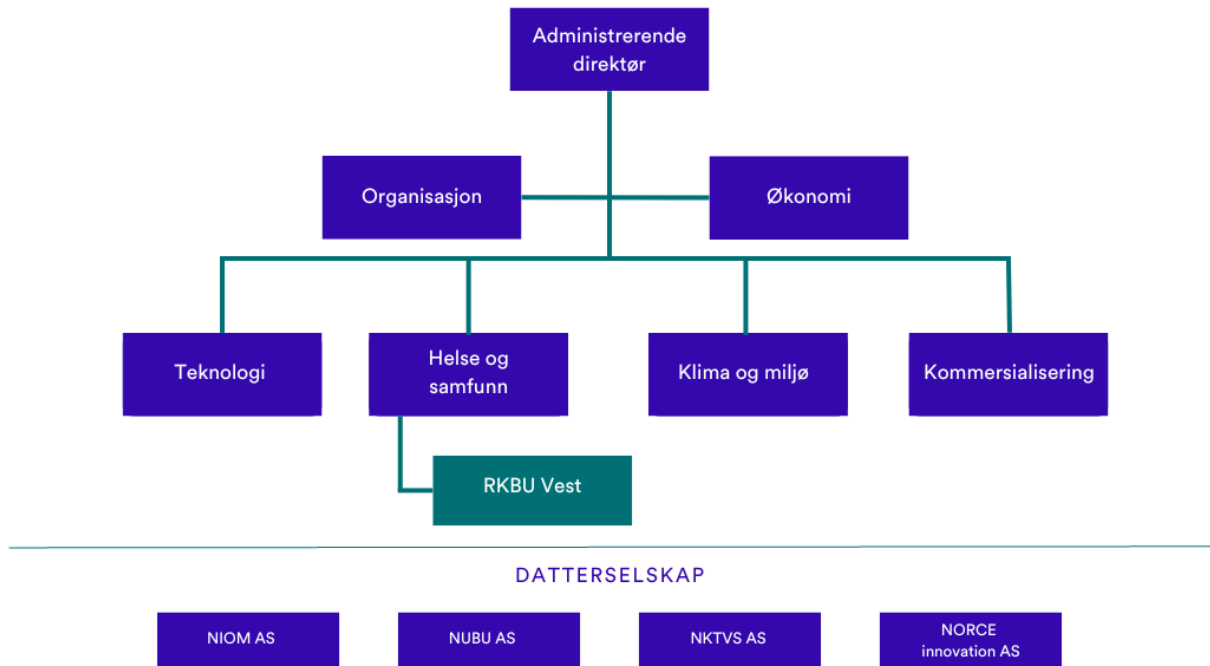 Administrerende
direktør
Organisasjon
Økonomi
Teknologi
Helse og
samfunn
Klima og miljø
Kommersialisering
RKBU Vest
DATTERSELSKAP
NIOM AS
NUBU AS
NKTVS AS
NORCE
innovation AS